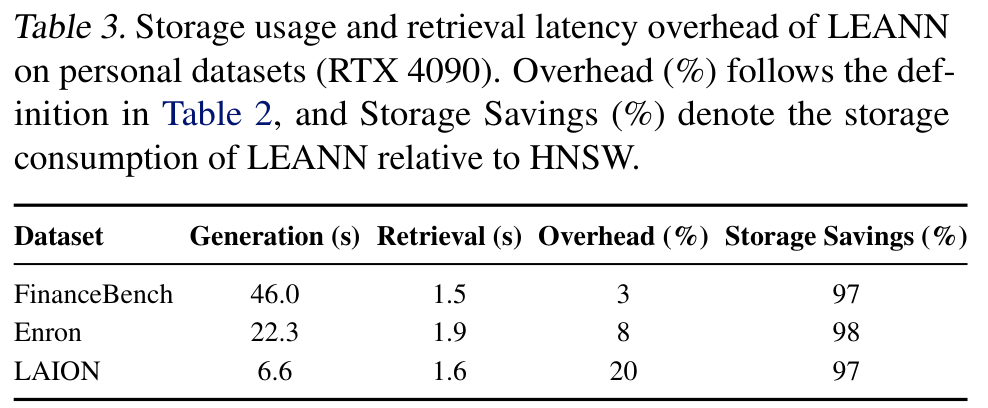 Table 3. Storage usage and retrieval latency overhead of LEANN
on personal datasets (RTX 4090). Overhead (%) follows the def-
inition in Table 2, and Storage Savings (%) denote the storage
consumption of LEANN relative to HNSW.
Dataset Generation (s) Retrieval (s) Overhead (%) Storage Savings (%)
FinanceBench 46.0 1.5 3 97
Enron 22.3 1.9 8 98
LAION 6.6 1.6 20 97